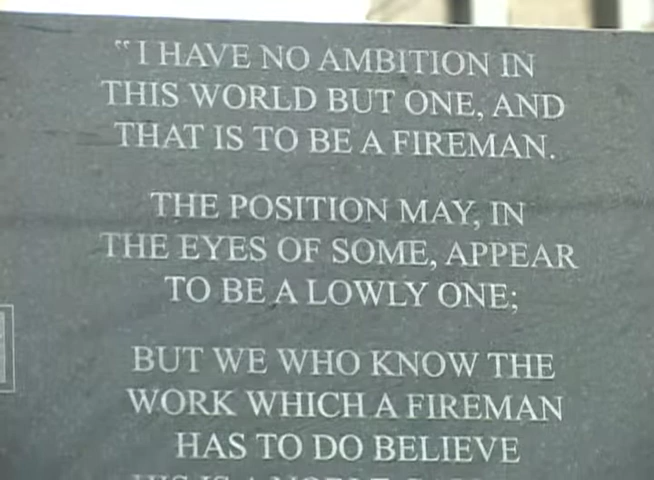 “I HAVE NO AMBITION IN
THIS WORLD BUT ONE, AND
THAT IS TO BE A FIREMAN.
THE POSITION MAY, IN
THE EYES OF SOME, APPEAR
TO BE A LOWLY ONE;
BUT WE WHO KNOW THE
WORK WHICH A FIREMAN
HAS TO DO BELIEVE